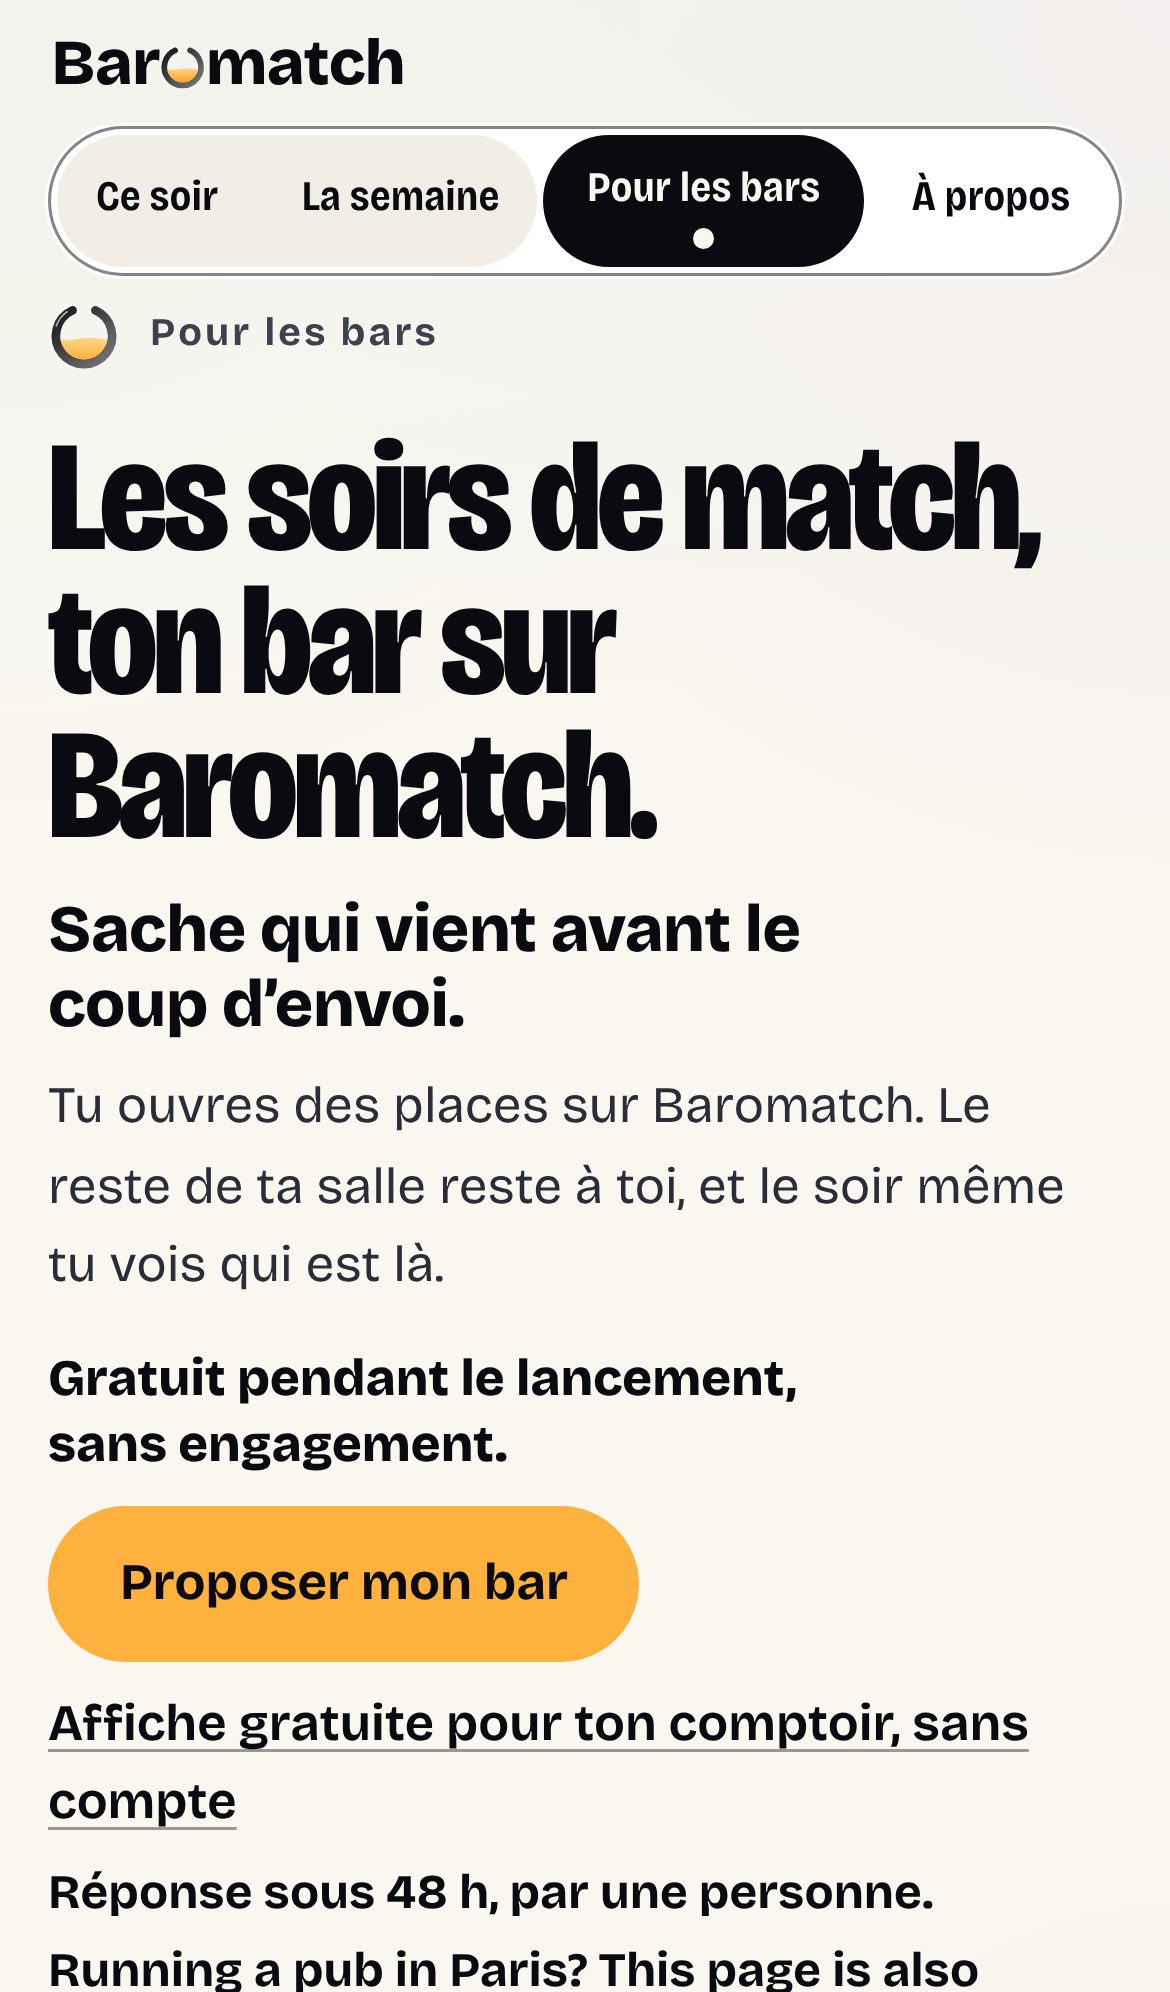 Baromatch
Ce soir La semaine Pour les bars À propos
Pour les bars
Les soirs de match,
ton bar sur
Baromatch.
Sache qui vient avant le
coup d’envoi.
Tu ouvres des places sur Baromatch. Le
reste de ta salle reste à toi, et le soir même
tu vois qui est là.
Gratuit pendant le lancement,
sans engagement.
Proposer mon bar
Affiche gratuite pour ton comptoir, sans
compte
Réponse sous 48 h, par une personne.
Running a pub in Paris? This page is also